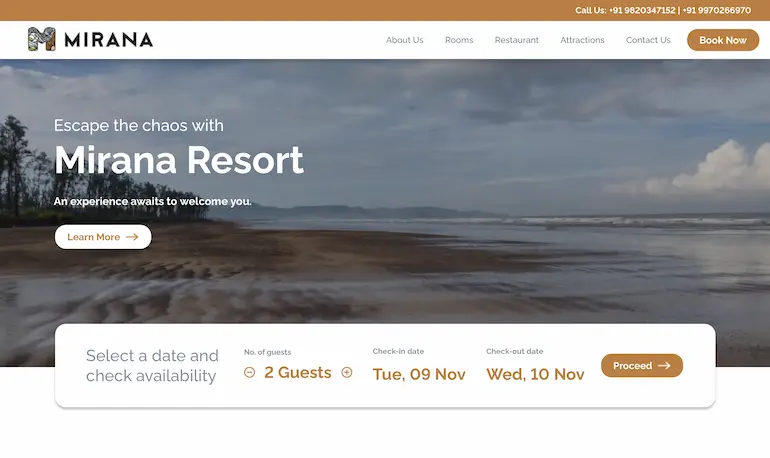 Call Us: +91 9820347152 | +91 9970266970
MIRANA
About Us
Rooms
Restaurant
Attractions
Contact Us
Book Now
Escape the chaos with
Mirana Resort
An experience awaits to welcome you.
Learn More
Select a date and
check availability
No. of guests
2 Guests
Check-in date
Tue, 09 Nov
Check-out date
Wed, 10 Nov
Proceed